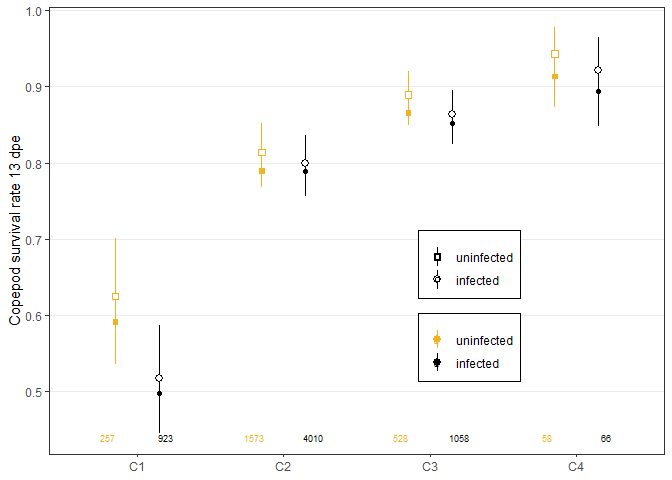 Copepod survival rate 13 dpe
1.0
0.9
0.8
0.7
0.6
0.5
uninfected
infected
uninfected
infected
257 923 1573 4010 528 1058 58 66
C1 C2 C3 C4